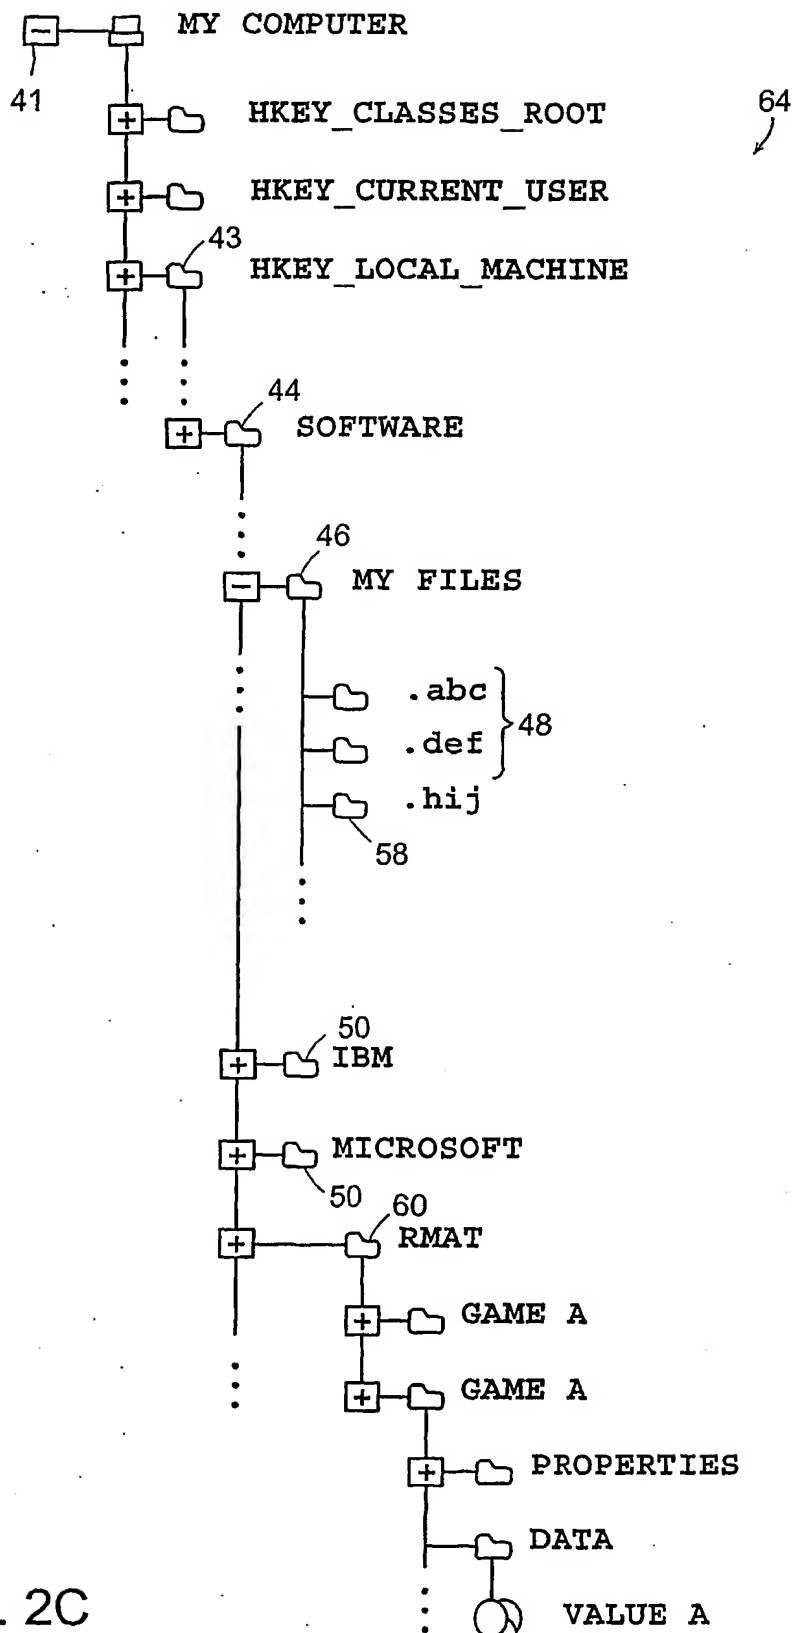 MY COMPUTER
41
HKEY_CLASSES_ROOT
64
HKEY_CURRENT_USER
43
HKEY_LOCAL_MACHINE
44
SOFTWARE
46
MY FILES
.abc
.def
48
.hij
58
50
IBM
MICROSOFT
50
60
RMAT
GAME A
GAME A
PROPERTIES
DATA
. 2C
VALUE A